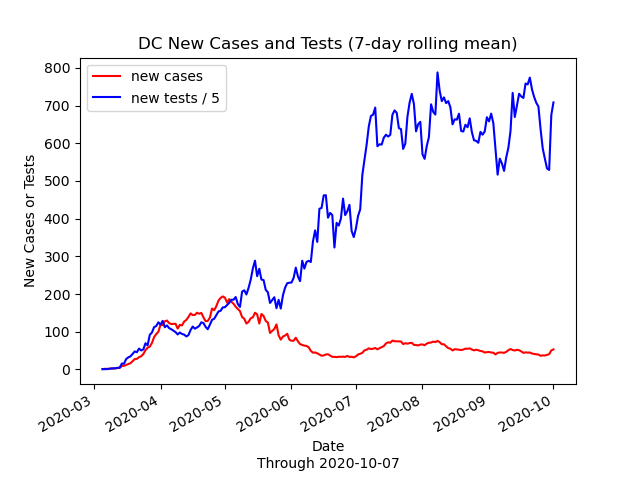 DC New Cases and Tests (7-day rolling mean)
new cases
new tests / 5
New Cases or Tests
800
700
600
500
400
300
200
100
0
2020-03
2020-04
2020-05
2020-06
2020-07
2020-08
2020-09
2020-10
Date
Through 2020-10-07